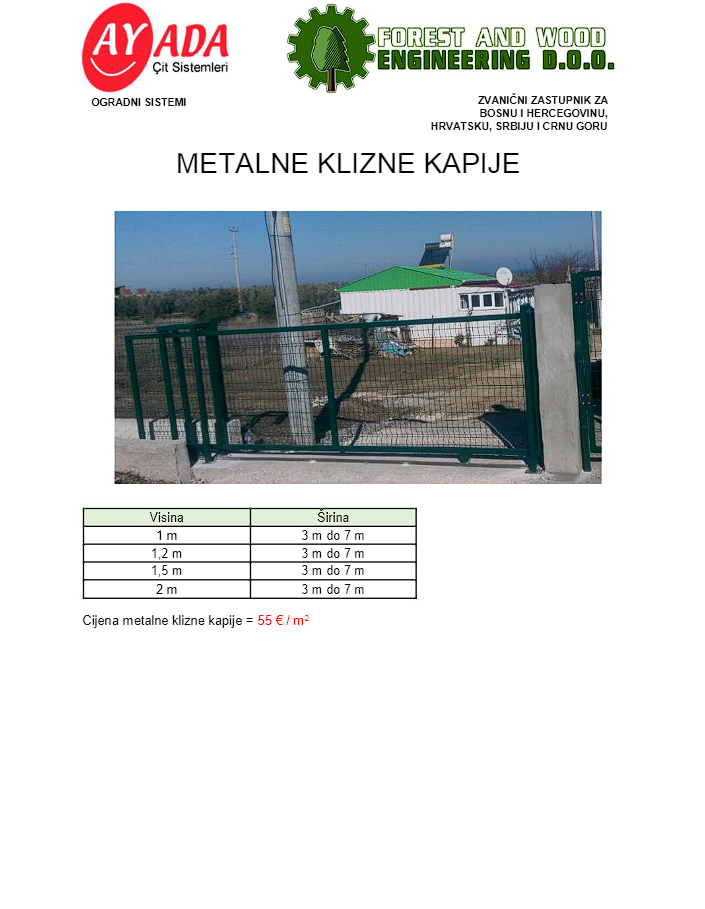 AYADA
Çit Sistemleri
FOREST AND WOOD
ENGINEERING D.O.O.
OGRADNI SISTEMI
ZVANIČNI ZASTUPNIK ZA
BOSNU I HERCEGOVINU,
HRVATSKU, SRBIJU I CRNU GORU
METALNE KLIZNE KAPIJE
Visina Širina
1 m 3 m do 7 m
1,2 m 3 m do 7 m
1,5 m 3 m do 7 m
2 m 3 m do 7 m
Cijena metalne klizne kapije = 55 € / m²